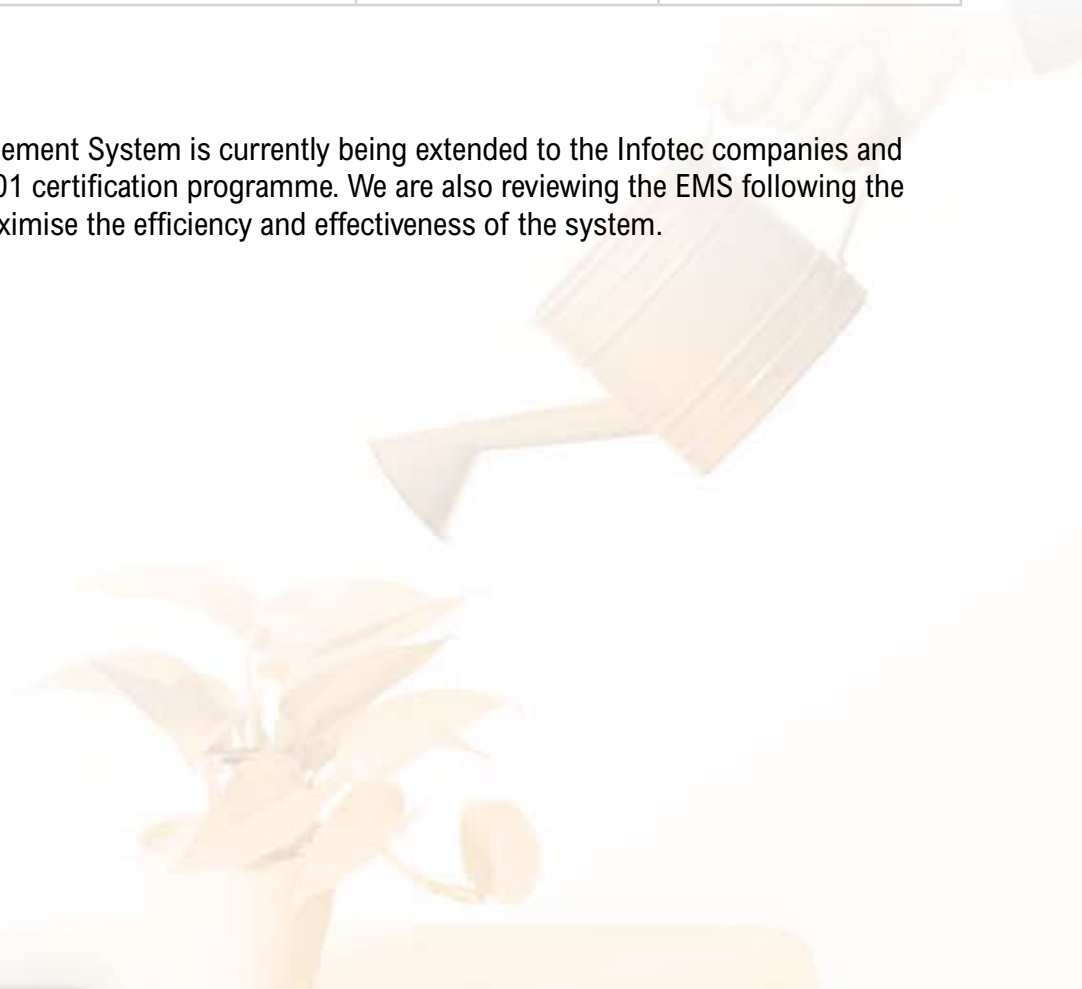 ement System is currently being extended to the Infotec companies and
01 certification programme. We are also reviewing the EMS following the
ximise the efficiency and effectiveness of the system.